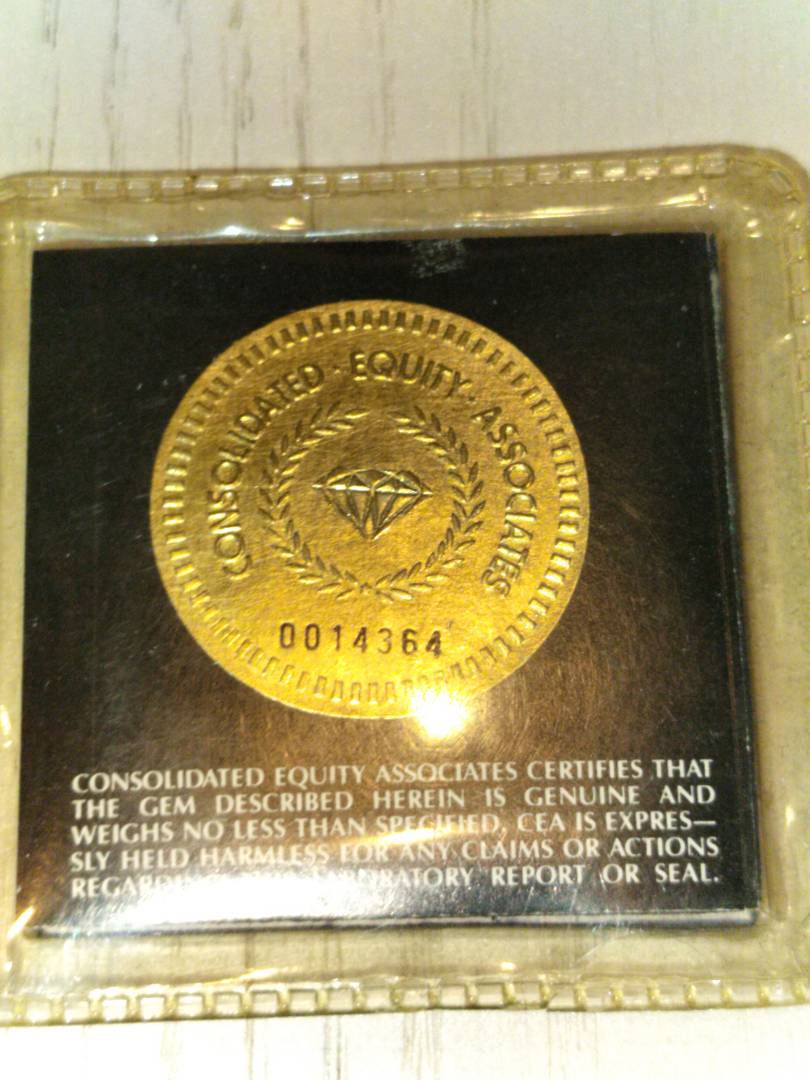 CONSOLIDATED · EQUITY · ASSOCIATES
0014364
CONSOLIDATED EQUITY ASSOCIATES CERTIFIES THAT
THE GEM DESCRIBED HEREIN IS GENUINE AND
WEIGHS NO LESS THAN SPECIFIED, CEA IS EXPRES—
SLY HELD HARMLESS FOR ANY CLAIMS OR ACTIONS
REPORT OR SEAL.